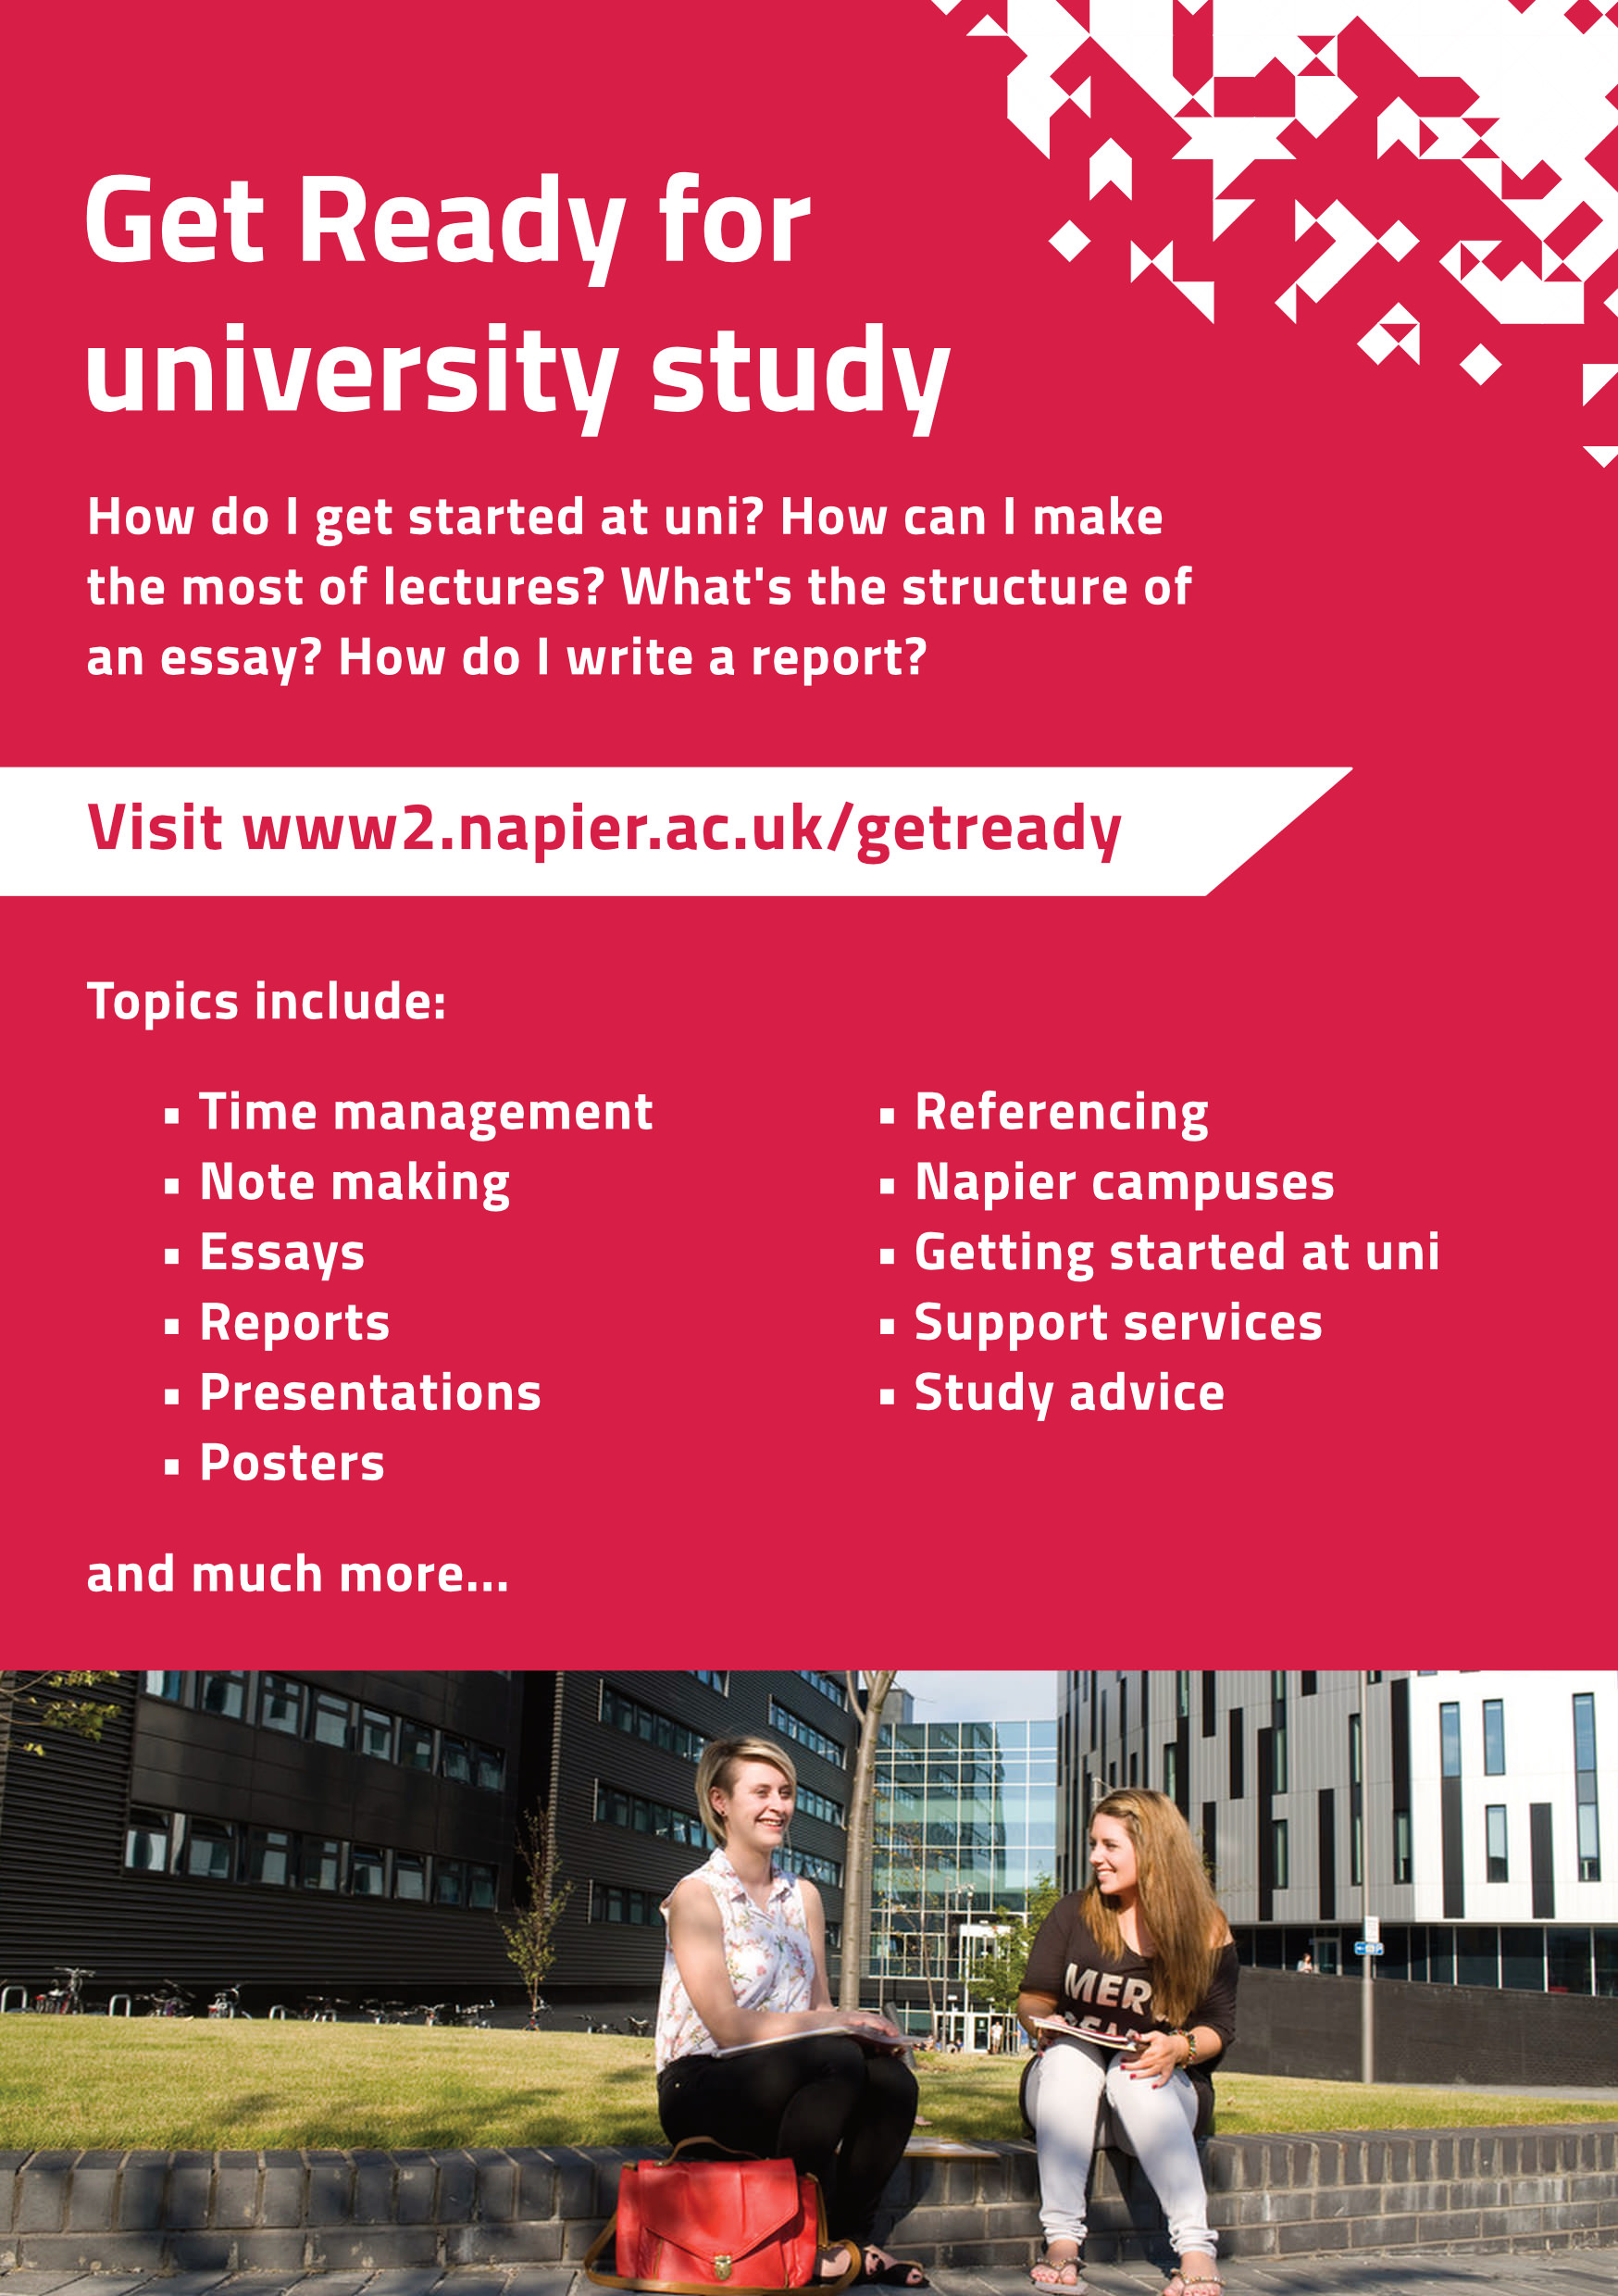 Get Ready for
university study
How do I get started at uni? How can I make
the most of lectures? What's the structure of
an essay? How do I write a report?
Visit www2.napier.ac.uk/getready
Topics include:
▪ Time management
▪ Note making
▪ Essays
▪ Reports
▪ Presentations
▪ Posters
▪ Referencing
▪ Napier campuses
▪ Getting started at uni
▪ Support services
▪ Study advice
and much more...
MER